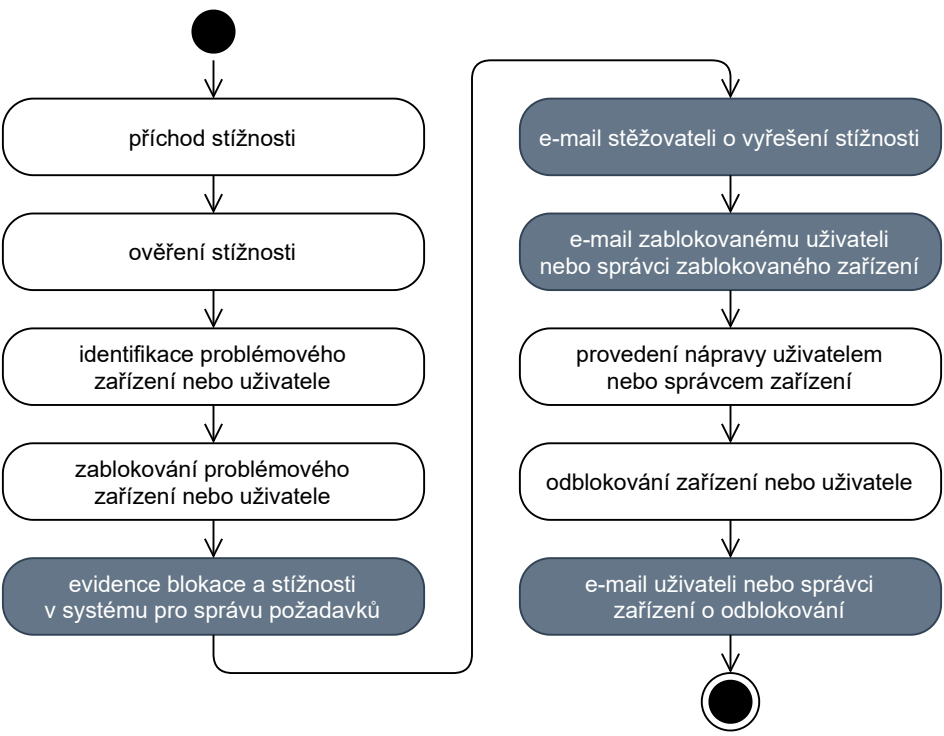 příchod stížnosti
ověření stížnosti
identifikace problémového
zařízení nebo uživatele
zablokování problémového
zařízení nebo uživatele
evidence blokace a stížnosti
v systému pro správu požadavků
e-mail stěžovateli o vyřešení stížnosti
e-mail zablokovanému uživateli
nebo správci zablokovaného zařízení
provedení nápravy uživatelem
nebo správcem zařízení
odblokování zařízení nebo uživatele
e-mail uživateli nebo správci
zařízení o odblokování